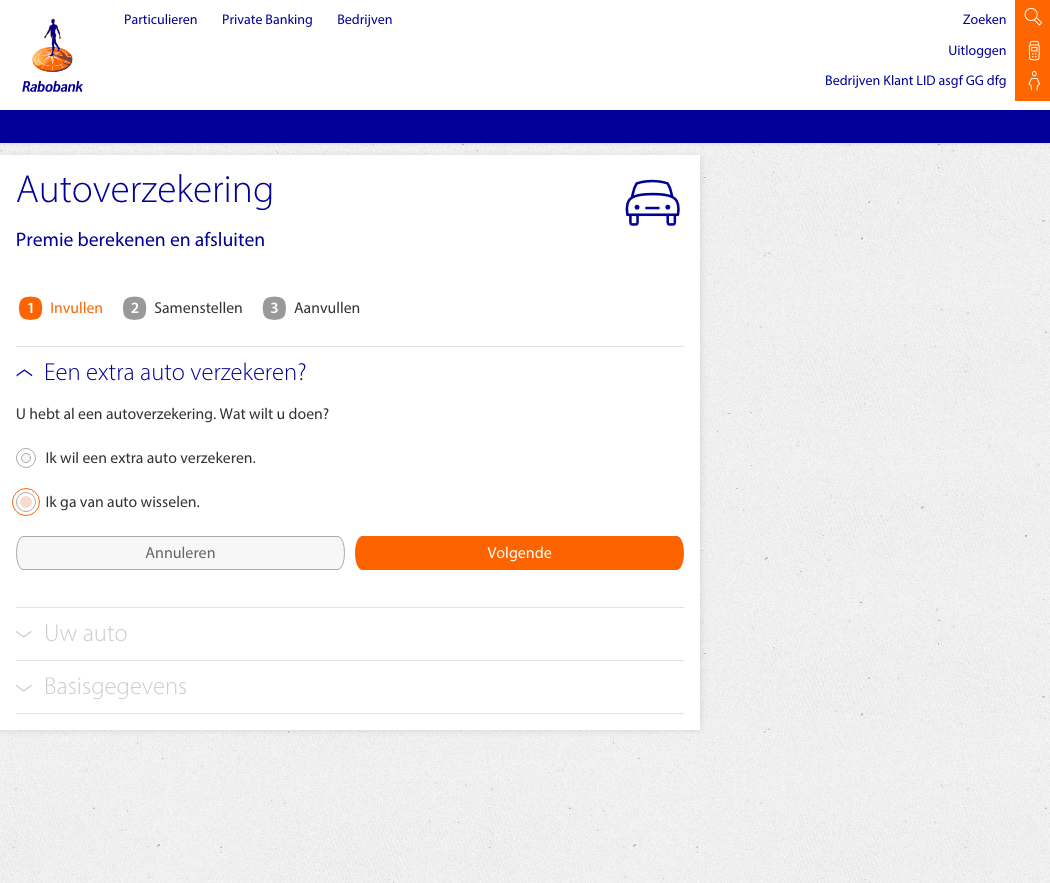 Particulieren Private Banking Bedrijven Zoeken
Uitloggen
Bedrijven Klant LID asgf GG dfg
Rabobank
Autoverzekering
Premie berekenen en afsluiten
1 Invullen 2 Samenstellen 3 Aanvullen
Een extra auto verzekeren?
U hebt al een autoverzekering. Wat wilt u doen?
Ik wil een extra auto verzekeren.
Ik ga van auto wisselen.
Annuleren Volgende
Uw auto
Basisgegevens